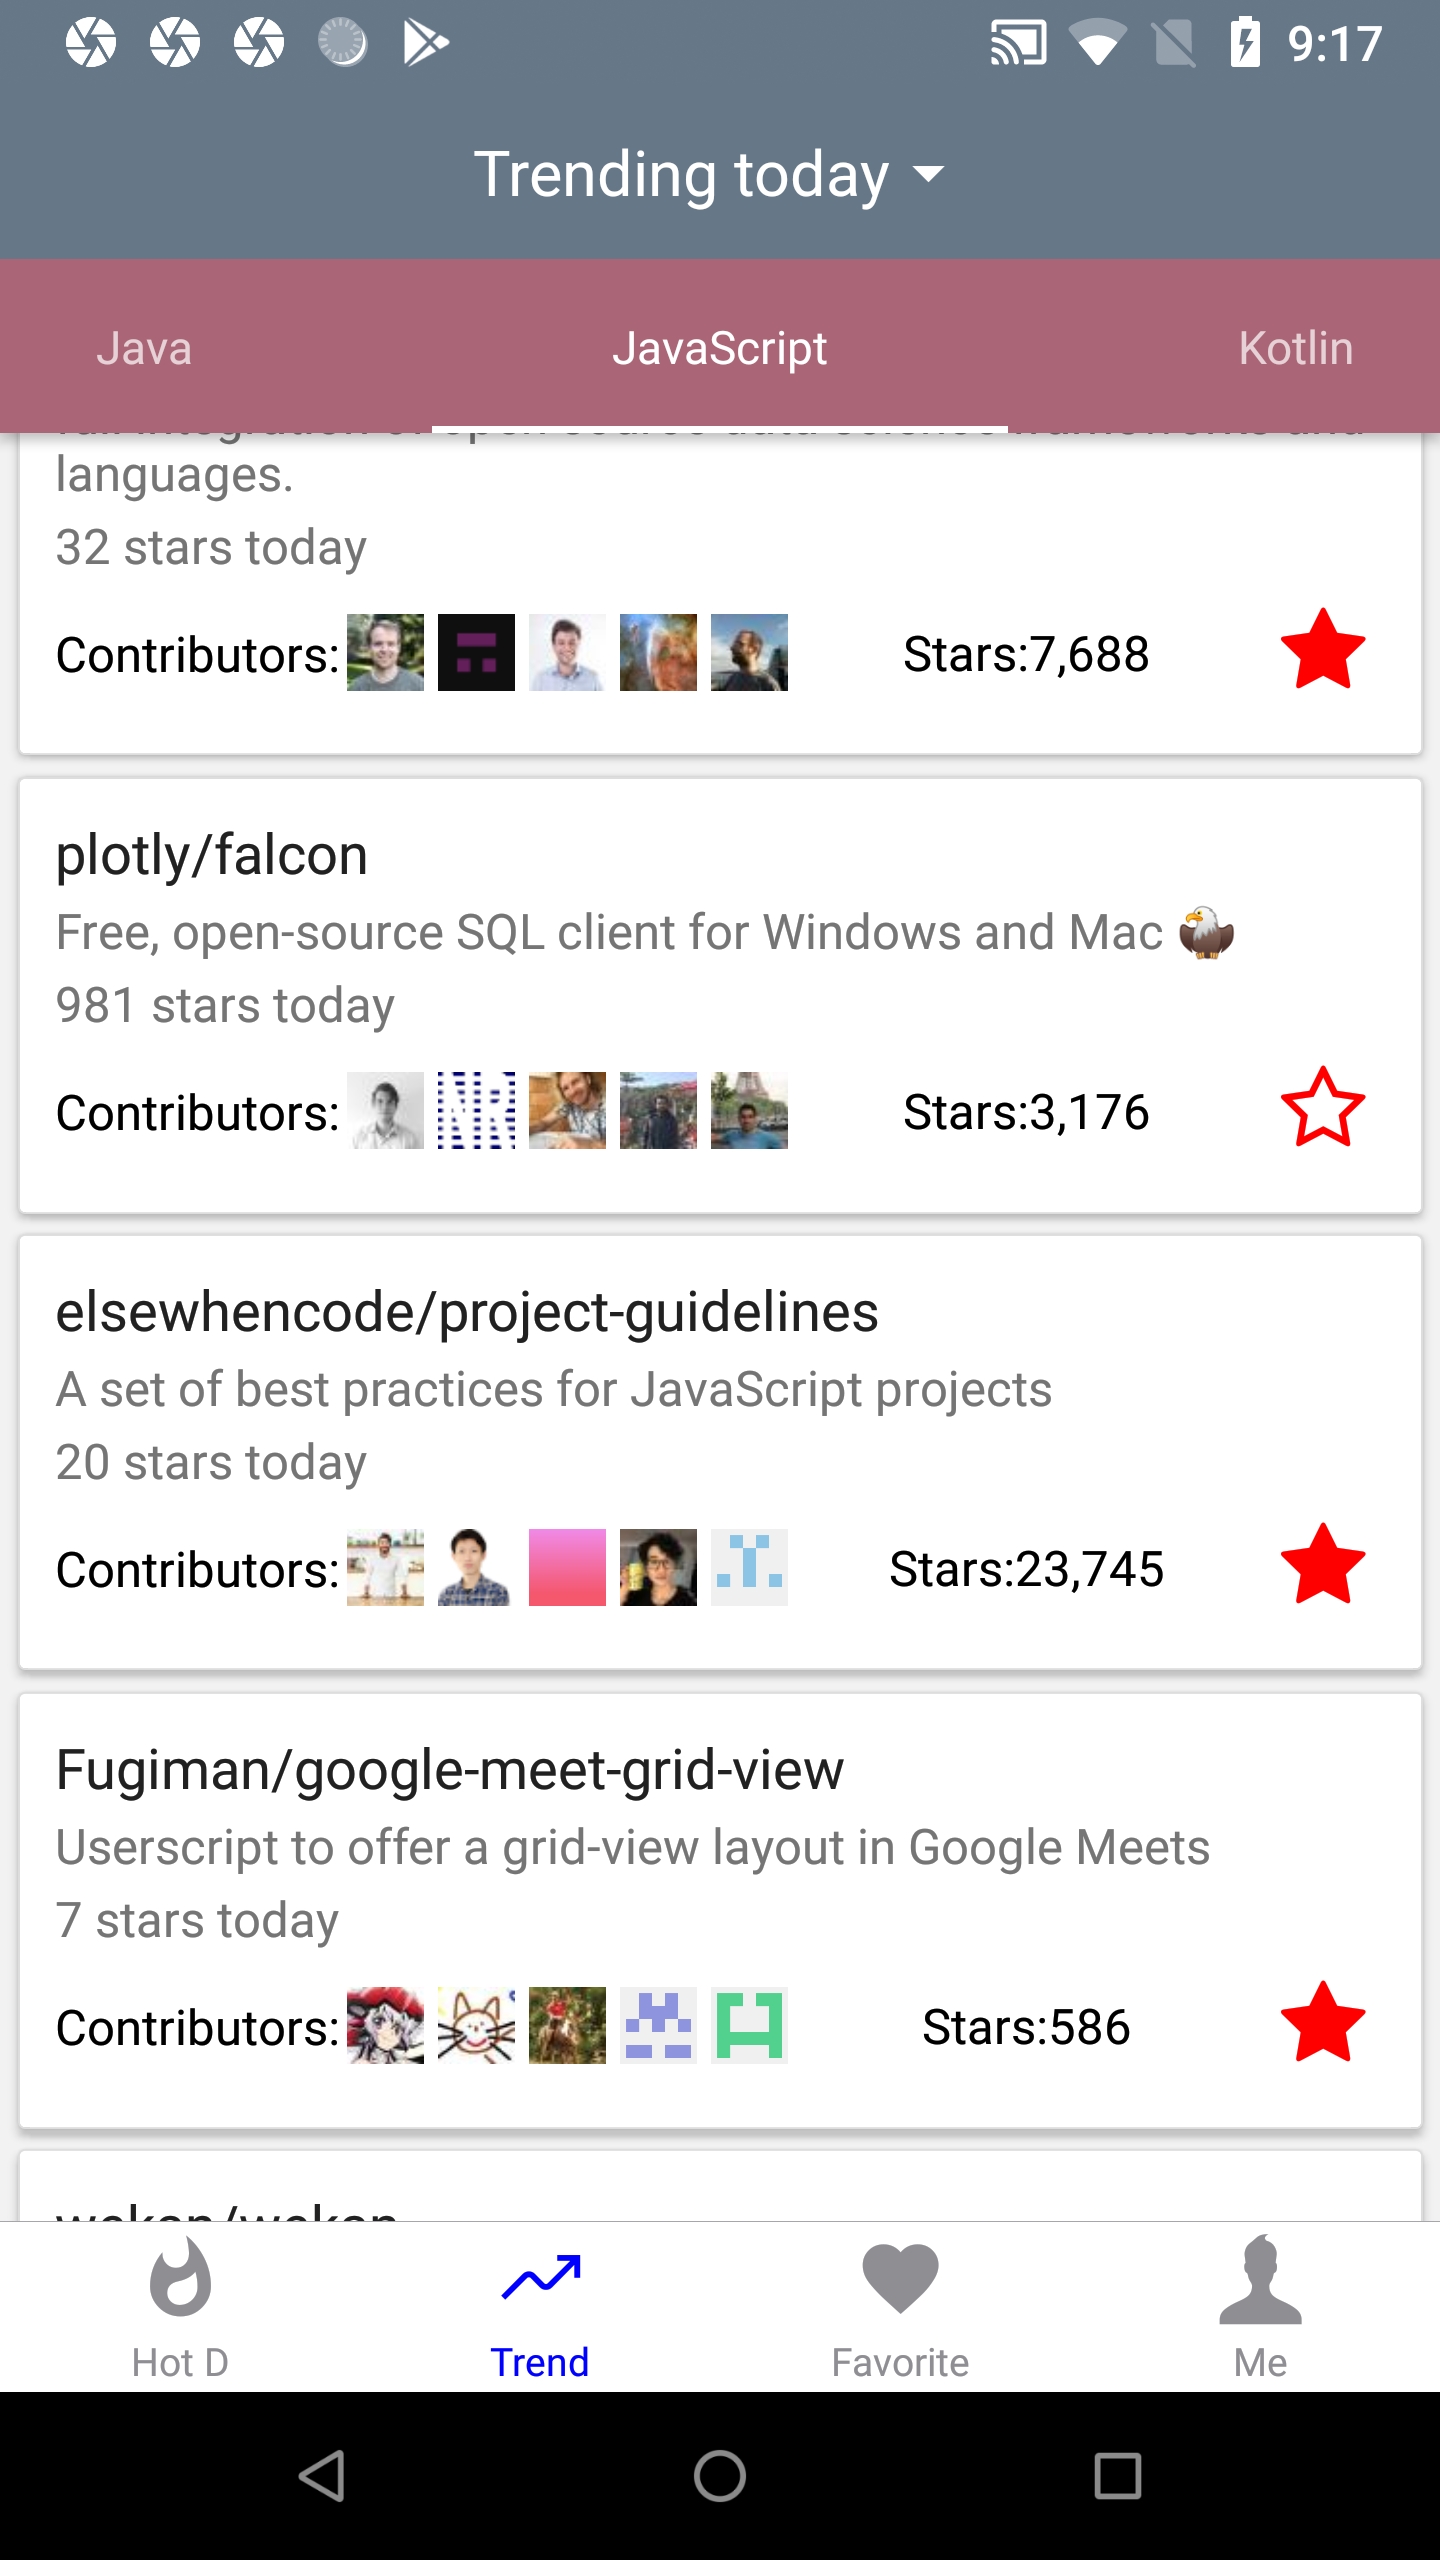 9:17
Trending today
Java
JavaScript
Kotlin
languages.
32 stars today
Contributors:
Stars:7,688
plotly/falcon
Free, open-source SQL client for Windows and Mac 🦅
981 stars today
Contributors:
Stars:3,176
elsewhencode/project-guidelines
A set of best practices for JavaScript projects
20 stars today
Contributors:
Stars:23,745
Fugiman/google-meet-grid-view
Userscript to offer a grid-view layout in Google Meets
7 stars today
Contributors:
Stars:586
Hot D
Trend
Favorite
Me